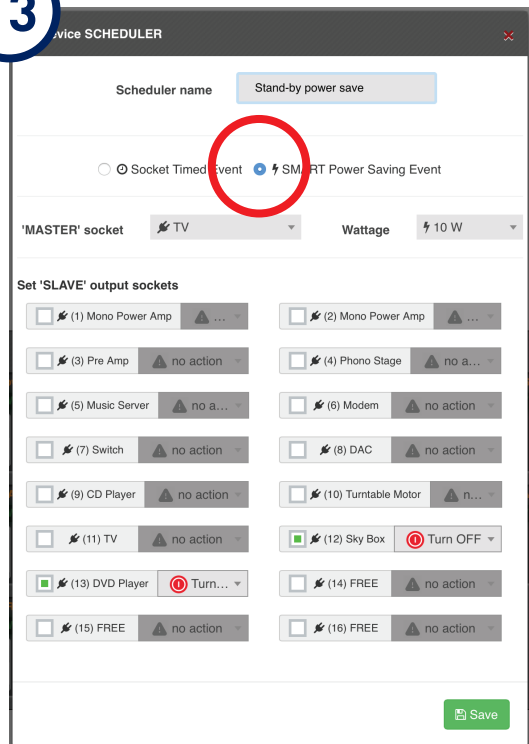 3
vice SCHEDULER
Scheduler name Stand-by power save
Socket Timed Event SMART Power Saving Event
'MASTER' socket TV Wattage 10 W
Set 'SLAVE' output sockets
(1) Mono Power Amp ... (2) Mono Power Amp ...
(3) Pre Amp no action (4) Phono Stage no a...
(5) Music Server no a... (6) Modem no action
(7) Switch no action (8) DAC no action
(9) CD Player no action (10) Turntable Motor n...
(11) TV no action (12) Sky Box Turn OFF
(13) DVD Player Turn... (14) FREE no action
(15) FREE no action (16) FREE no action
Save